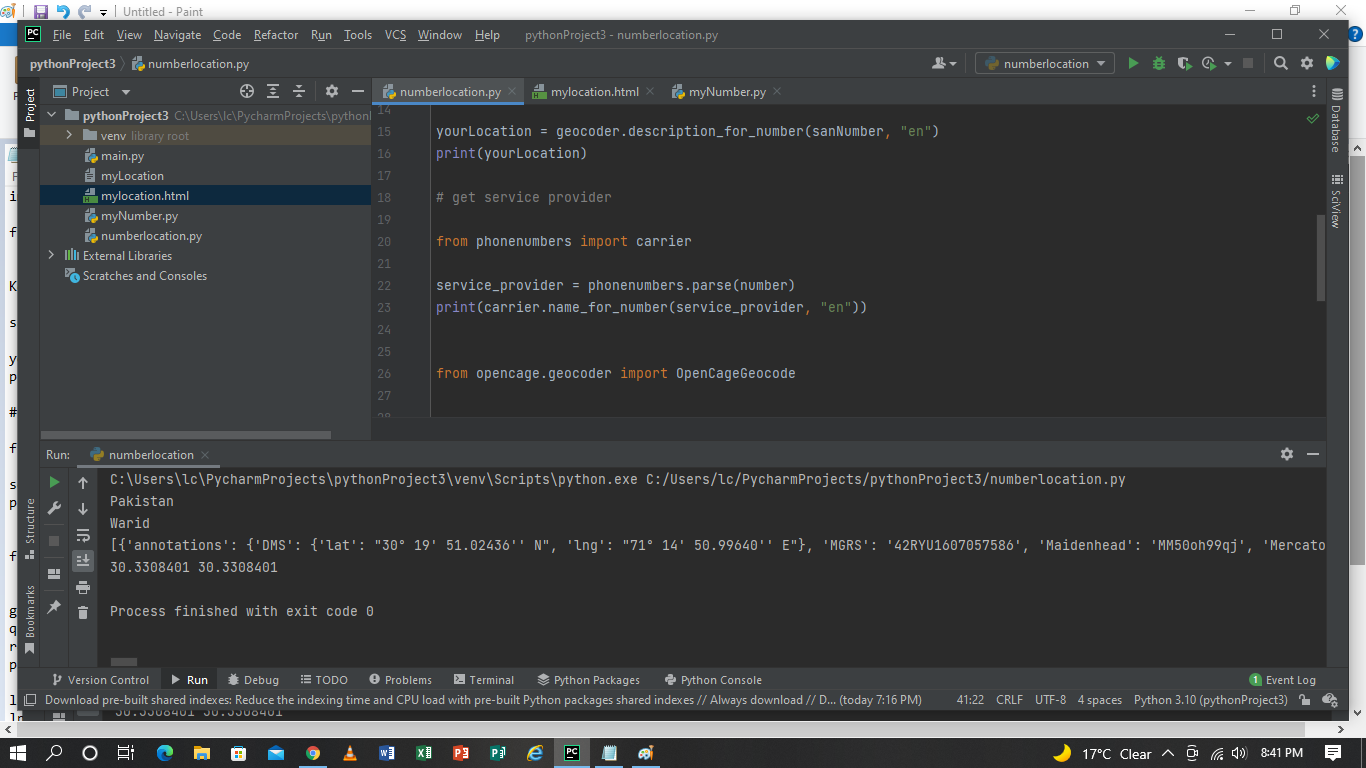 Untitled - Paint
File Edit View Navigate Code Refactor Run Tools VCS Window Help pythonProject3 - numberlocation.py
pythonProject3 numberlocation.py
numberlocation
Project
numberlocation.py mylocation.html myNumber.py
Project
pythonProject3 C:\Users\lc\PycharmProjects\python
venv library root
main.py
myLocation
mylocation.html
myNumber.py
numberlocation.py
External Libraries
Scratches and Consoles
14
15 yourLocation = geocoder.description_for_number(sanNumber, "en")
16 print(yourLocation)
17
18 # get service provider
19
20 from phonenumbers import carrier
21
22 service_provider = phonenumbers.parse(number)
23 print(carrier.name_for_number(service_provider, "en"))
24
25
26 from opencage.geocoder import OpenCageGeocode
27
28
Database
SciView
Run: numberlocation
C:\Users\lc\PycharmProjects\pythonProject3\venv\Scripts\python.exe C:/Users/lc/PycharmProjects/pythonProject3/numberlocation.py
Pakistan
Warid
[{'annotations': {'DMS': {'lat': "30° 19' 51.02436'' N", 'lng': "71° 14' 50.99640'' E"}, 'MGRS': '42RYU1607057586', 'Maidenhead': 'MM50oh99qj', 'Mercato
30.3308401 30.3308401
Process finished with exit code 0
Structure
Bookmarks
Version Control Run Debug TODO Problems Terminal Python Packages Python Console 1 Event Log
Download pre-built shared indexes: Reduce the indexing time and CPU load with pre-built Python packages shared indexes // Always download // D... (today 7:16 PM) 41:22 CRLF UTF-8 4 spaces Python 3.10 (pythonProject3)
30.3308401 30.3308401
17°C Clear 8:41 PM